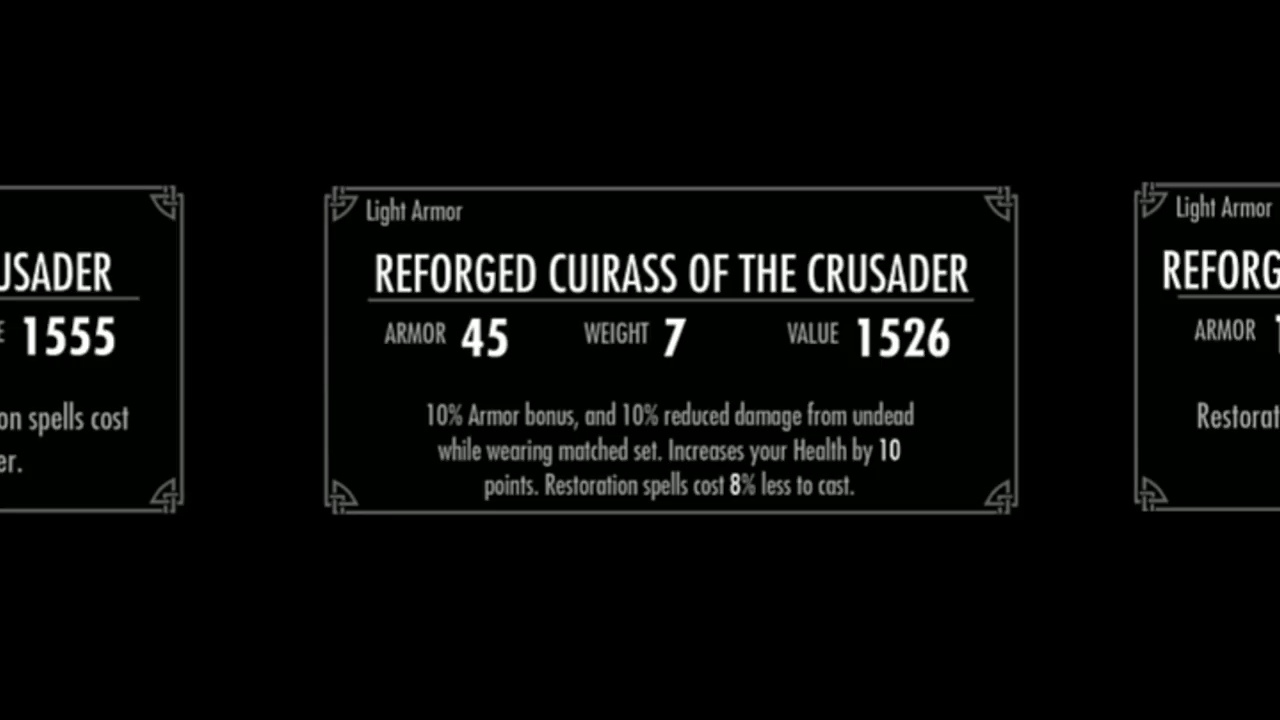 USADER
1555
on spells cost
er.
Light Armor
REFORGED CUIRASS OF THE CRUSADER
ARMOR 45 WEIGHT 7 VALUE 1526
10% Armor bonus, and 10% reduced damage from undead
while wearing matched set. Increases your Health by 10
points. Restoration spells cost 8% less to cast.
Light Armor
REFORG
ARMOR
Restorat